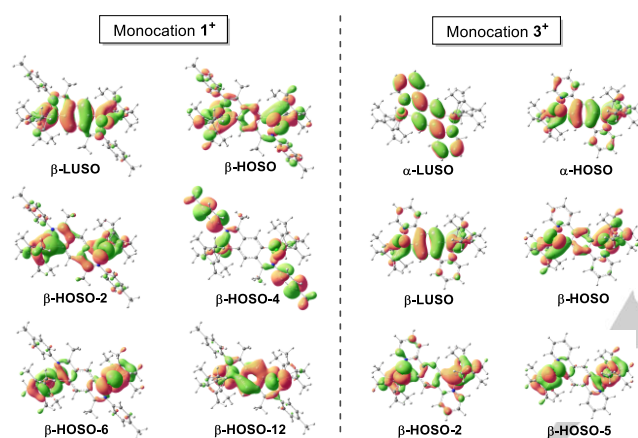 Monocation 1+
Monocation 3+
β-LUSO
β-HOSO
α-LUSO
α-HOSO
β-HOSO-2
β-HOSO-4
β-LUSO
β-HOSO
β-HOSO-6
β-HOSO-12
β-HOSO-2
β-HOSO-5